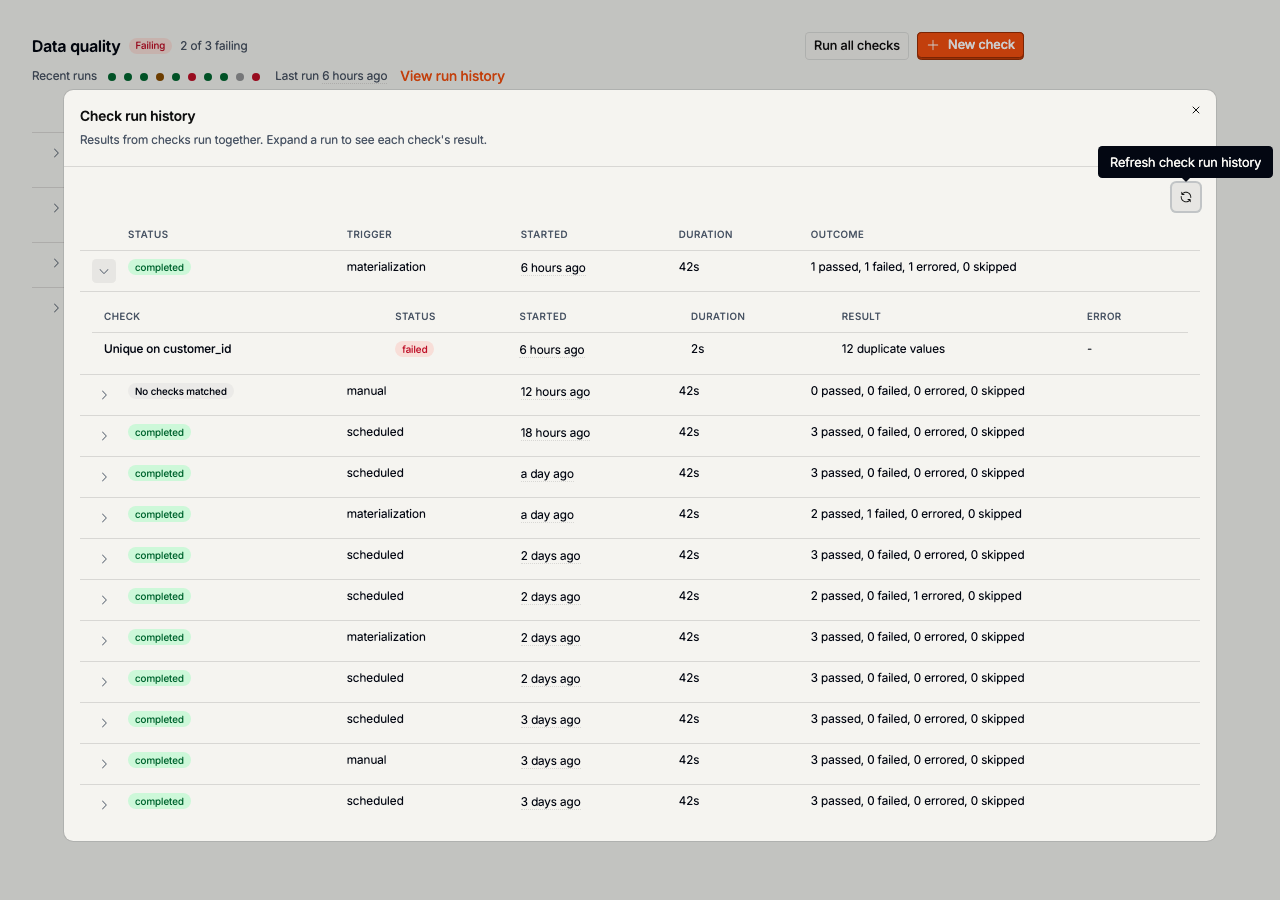 Data quality Failing 2 of 3 failing Run all checks + New check
Recent runs Last run 6 hours ago View run history
Check run history
Results from checks run together. Expand a run to see each check's result.
Refresh check run history
STATUS TRIGGER STARTED DURATION OUTCOME
completed materialization 6 hours ago 42s 1 passed, 1 failed, 1 errored, 0 skipped
CHECK STATUS STARTED DURATION RESULT ERROR
Unique on customer_id failed 6 hours ago 2s 12 duplicate values -
No checks matched manual 12 hours ago 42s 0 passed, 0 failed, 0 errored, 0 skipped
completed scheduled 18 hours ago 42s 3 passed, 0 failed, 0 errored, 0 skipped
completed scheduled a day ago 42s 3 passed, 0 failed, 0 errored, 0 skipped
completed materialization a day ago 42s 2 passed, 1 failed, 0 errored, 0 skipped
completed scheduled 2 days ago 42s 3 passed, 0 failed, 0 errored, 0 skipped
completed scheduled 2 days ago 42s 2 passed, 0 failed, 1 errored, 0 skipped
completed materialization 2 days ago 42s 3 passed, 0 failed, 0 errored, 0 skipped
completed scheduled 2 days ago 42s 3 passed, 0 failed, 0 errored, 0 skipped
completed scheduled 3 days ago 42s 3 passed, 0 failed, 0 errored, 0 skipped
completed manual 3 days ago 42s 3 passed, 0 failed, 0 errored, 0 skipped
completed scheduled 3 days ago 42s 3 passed, 0 failed, 0 errored, 0 skipped